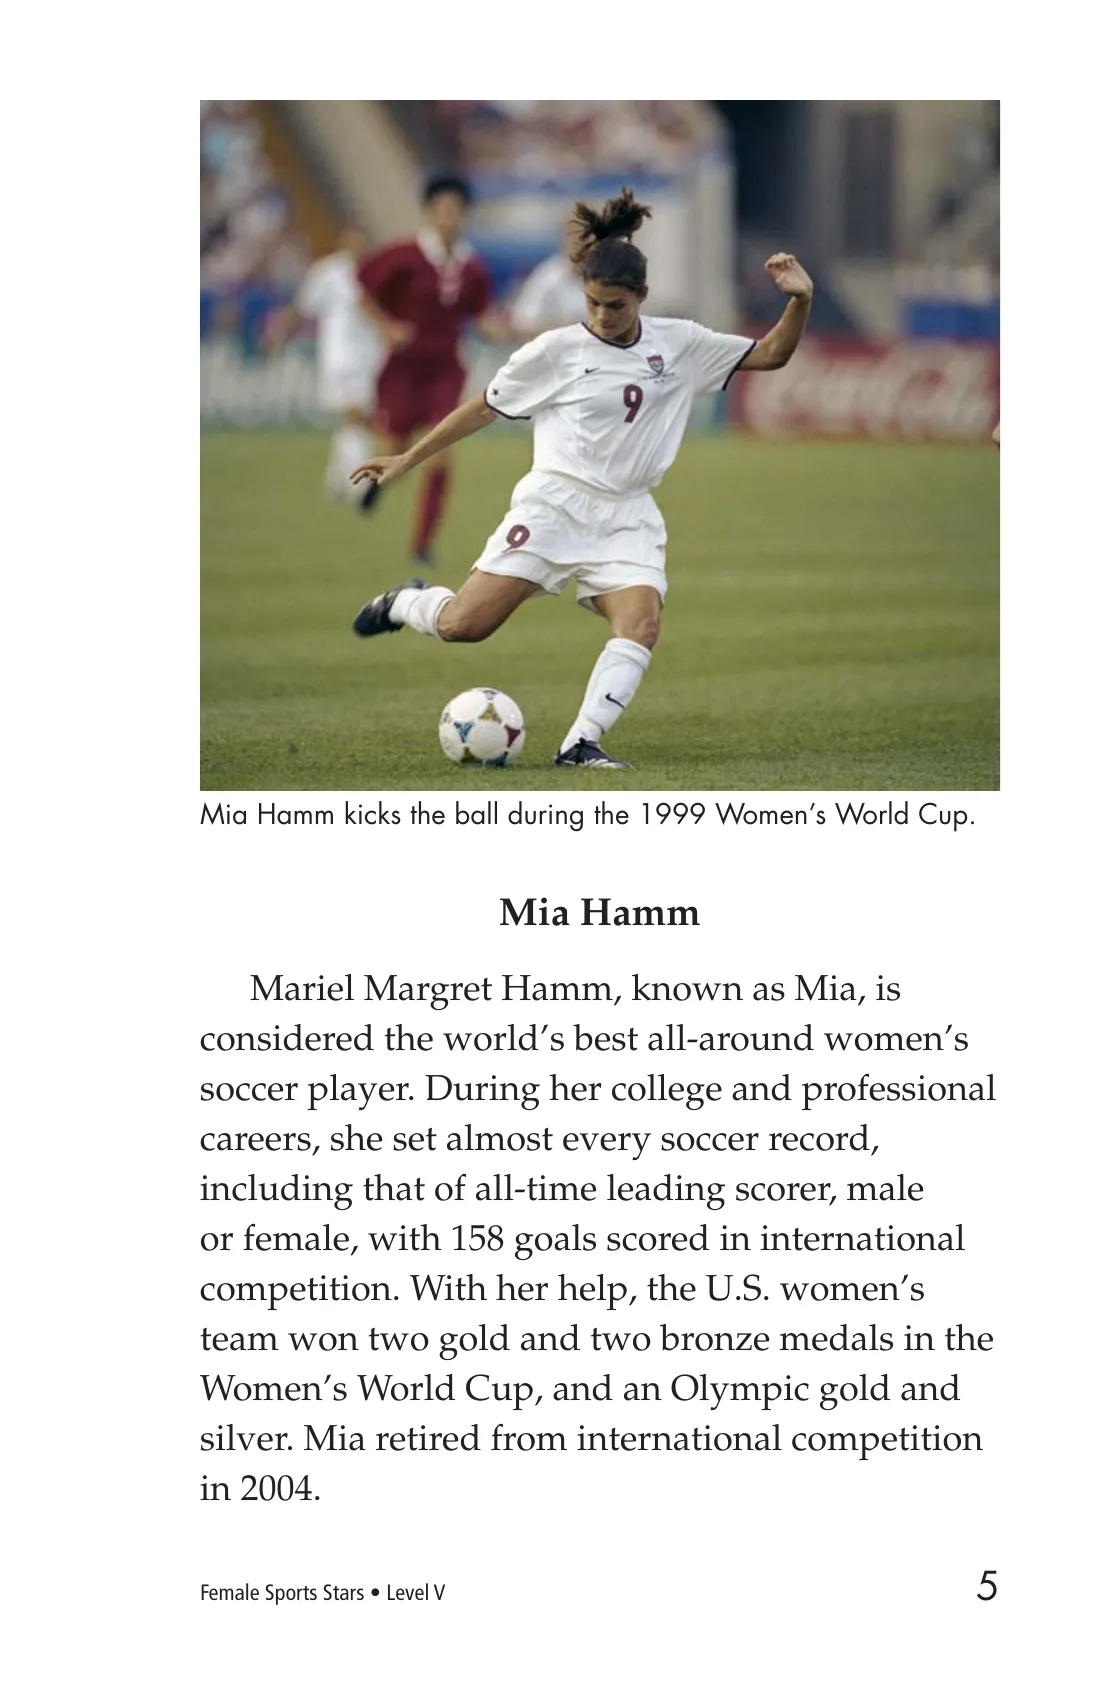 9
9
Coca-Cola
Mia Hamm kicks the ball during the 1999 Women’s World Cup.
Mia Hamm
Mariel Margret Hamm, known as Mia, is
considered the world’s best all-around women’s
soccer player. During her college and professional
careers, she set almost every soccer record,
including that of all-time leading scorer, male
or female, with 158 goals scored in international
competition. With her help, the U.S. women’s
team won two gold and two bronze medals in the
Women’s World Cup, and an Olympic gold and
silver. Mia retired from international competition
in 2004.
Female Sports Stars • Level V
5